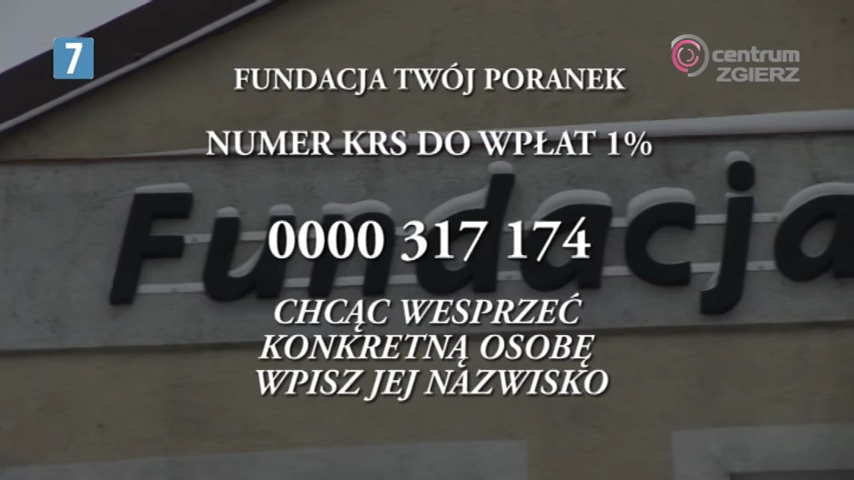 7
centrum
ZGIERZ
FUNDACJA TWÓJ PORANEK
NUMER KRS DO WPŁAT 1%
Fundacja
0000 317 174
CHCĄC WESPRZEĆ
KONKRETNĄ OSOBĘ
WPISZ JEJ NAZWISKO